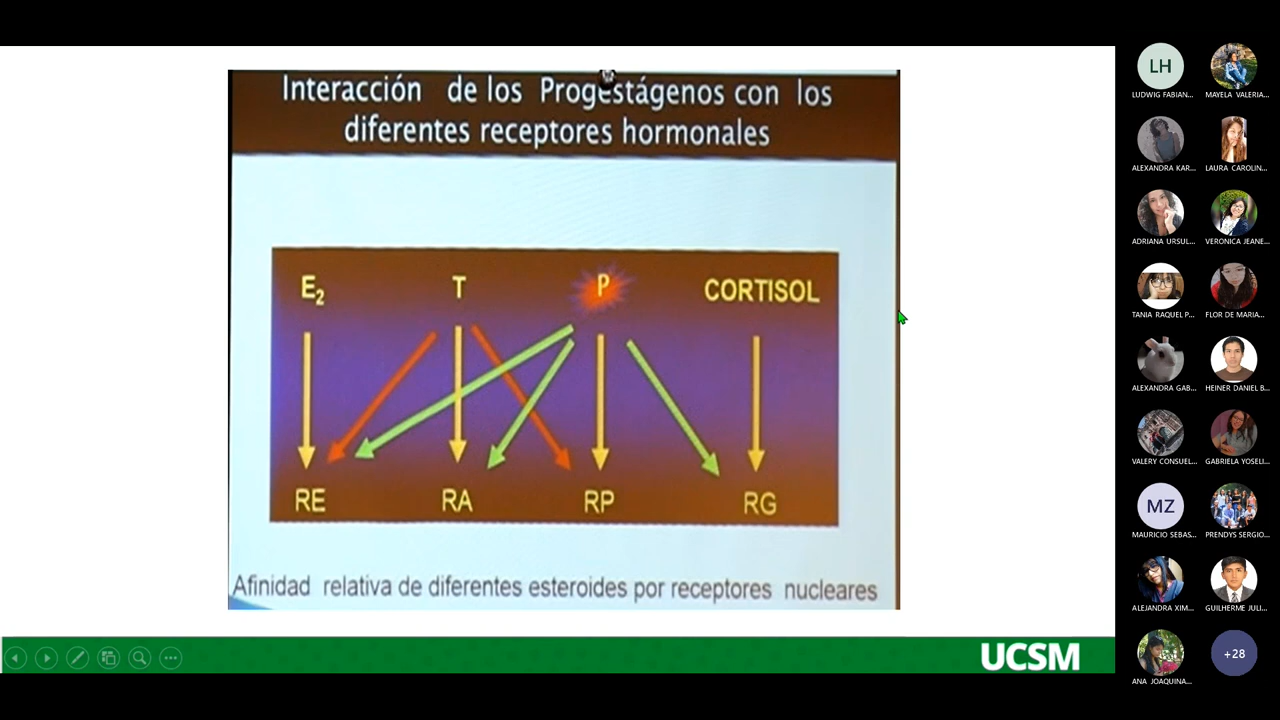 Interacción de los Progestágenos con los
diferentes receptores hormonales
E₂ T P CORTISOL
RE RA RP RG
Afinidad relativa de diferentes esteroides por receptores nucleares
UCSM
LH
LUDWIG FABIAN...
MAYELA VALERIA...
ALEXANDRA KAR...
LAURA CAROLIN...
ADRIANA URSUL...
VERONICA JEANE...
TANIA RAQUEL P...
FLOR DE MARIA...
ALEXANDRA GAB...
HEINER DANIEL B...
VALERY CONSUEL...
GABRIELA YOSELI...
MZ
MAURICIO SEBAS...
PRENDYS SERGIO...
ALEJANDRA XIM...
GUILHERME JULI...
ANA JOAQUINA...
+28